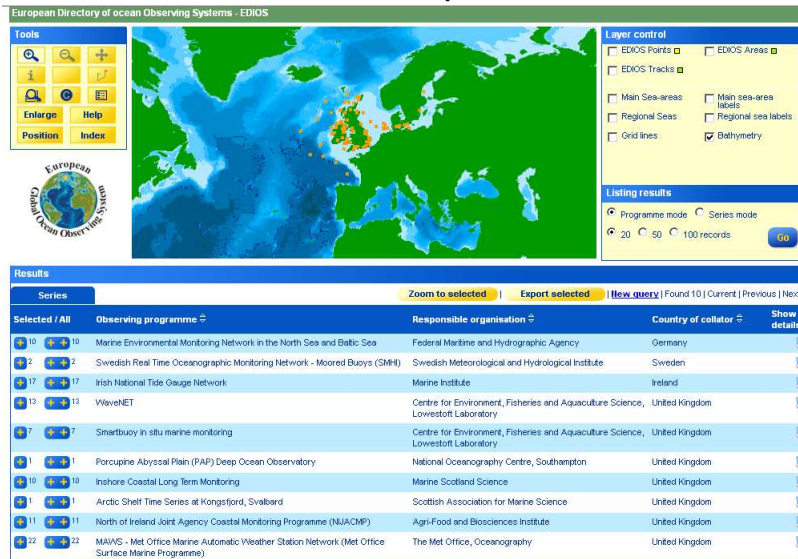 European Directory of ocean Observing Systems - EDIOS
Tools
i
Enlarge Help
Position Index
European Global Ocean Observing System
Layer control
EDIOS Points EDIOS Areas
EDIOS Tracks
Main Sea-areas Main sea-area labels
Regional Seas Regional sea labels
Grid lines Bathymetry
Listing results
Programme mode Series mode
20 50 100 records Go
Results
Series Zoom to selected | Export selected | New query | Found 10 | Current | Previous | Nex
Selected / All Observing programme Responsible organisation Country of collator Show details
10 10 Marine Environmental Monitoring Network in the North Sea and Baltic Sea Federal Maritime and Hydrographic Agency Germany
2 2 Swedish Real Time Oceanographic Monitoring Network - Moored Buoys (SMHI) Swedish Meteorological and Hydrological Institute Sweden
17 17 Irish National Tide Gauge Network Marine Institute Ireland
13 13 WaveNET Centre for Environment, Fisheries and Aquaculture Science, United Kingdom
Lowestoft Laboratory
7 7 Smartbuoy in situ marine monitoring Centre for Environment, Fisheries and Aquaculture Science, United Kingdom
Lowestoft Laboratory
1 1 Porcupine Abyssal Plain (PAP) Deep Ocean Observatory National Oceanography Centre, Southampton United Kingdom
10 10 Inshore Coastal Long Term Monitoring Marine Scotland Science United Kingdom
1 1 Arctic Shelf Time Series at Kongsfjord, Svalbard Scottish Association for Marine Science United Kingdom
11 11 North of Ireland Joint Agency Coastal Monitoring Programme (NIJACMP) Agri-Food and Biosciences Institute United Kingdom
22 22 MAWS - Met Office Marine Automatic Weather Station Network (Met Office The Met Office, Oceanography United Kingdom
Surface Marine Programme)